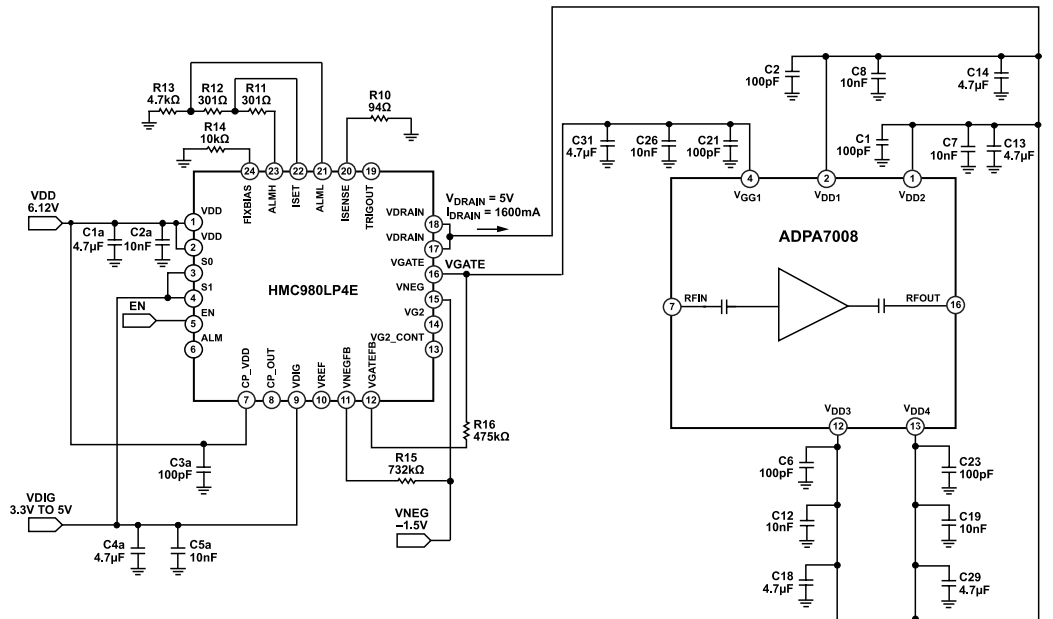 R13
4.7kΩ
R12
301Ω
R11
301Ω
R10
94Ω
R14
10kΩ
24
23
22
21
20
19
FIXBIAS
ALMH
ISET
ALML
ISENSE
TRIGOUT
VDD
6.12V
C1a
4.7µF
C2a
10nF
1
VDD
2
VDD
3
S0
4
S1
EN
5
EN
6
ALM
HMC980LP4E
VDRAIN = 5V
IDRAIN = 1600mA
18
VDRAIN
17
VDRAIN
16
VGATE
VGATE
15
VNEG
14
VG2
13
VG2_CONT
CP_VDD
CP_OUT
VDIG
VREF
VNEGFB
VGATEFB
7
8
9
10
11
12
R16
475kΩ
R15
732kΩ
C3a
100pF
VDIG
3.3V TO 5V
C4a
4.7µF
C5a
10nF
VNEG
–1.5V
C2
100pF
C8
10nF
C14
4.7µF
C31
4.7µF
C26
10nF
C21
100pF
C1
100pF
C7
10nF
C13
4.7µF
4
2
1
VGG1
VDD1
VDD2
ADPA7008
7
RFIN
RFOUT
16
VDD3
VDD4
12
13
C6
100pF
C23
100pF
C12
10nF
C19
10nF
C18
4.7µF
C29
4.7µF